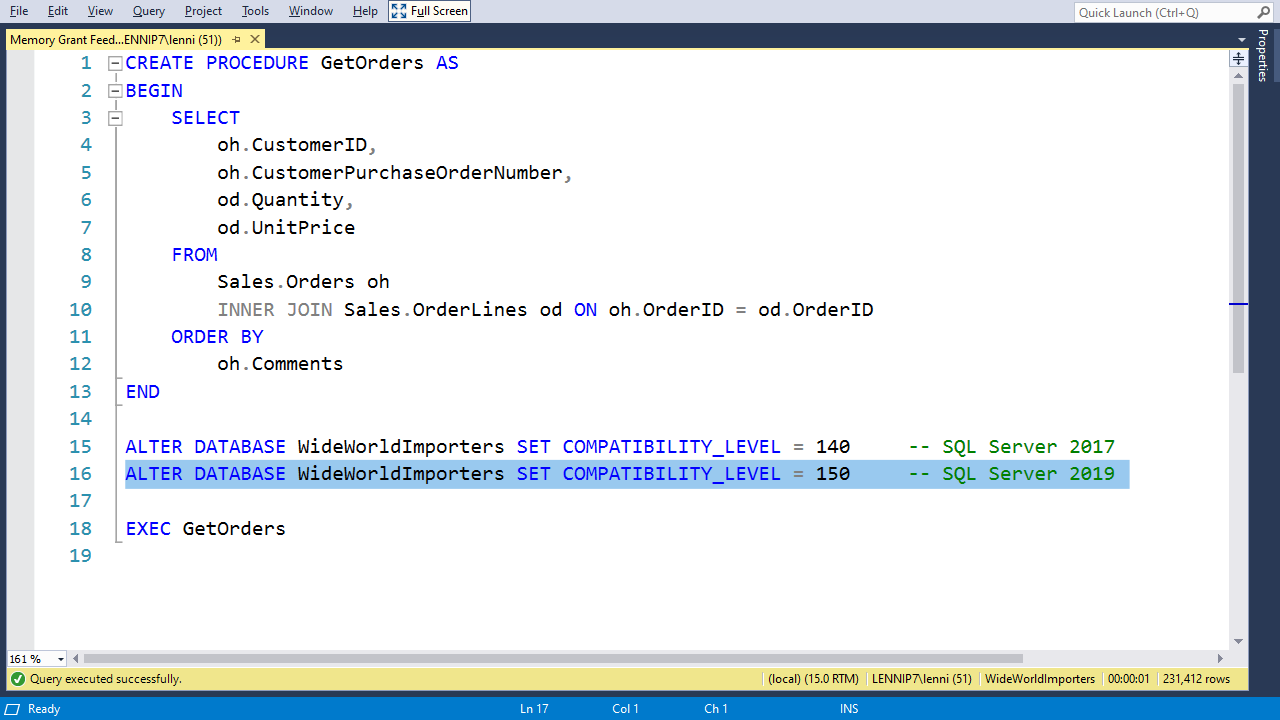 File Edit View Query Project Tools Window Help Full Screen Quick Launch (Ctrl+Q)
Memory Grant Feed...ENNIP7\lenni (51))
Properties
1 CREATE PROCEDURE GetOrders AS
2 BEGIN
3 SELECT
4 oh.CustomerID,
5 oh.CustomerPurchaseOrderNumber,
6 od.Quantity,
7 od.UnitPrice
8 FROM
9 Sales.Orders oh
10 INNER JOIN Sales.OrderLines od ON oh.OrderID = od.OrderID
11 ORDER BY
12 oh.Comments
13 END
14
15 ALTER DATABASE WideWorldImporters SET COMPATIBILITY_LEVEL = 140 -- SQL Server 2017
16 ALTER DATABASE WideWorldImporters SET COMPATIBILITY_LEVEL = 150 -- SQL Server 2019
17
18 EXEC GetOrders
19
161 %
Query executed successfully. (local) (15.0 RTM) LENNIP7\lenni (51) WideWorldImporters 00:00:01 231,412 rows
Ready Ln 17 Col 1 Ch 1 INS